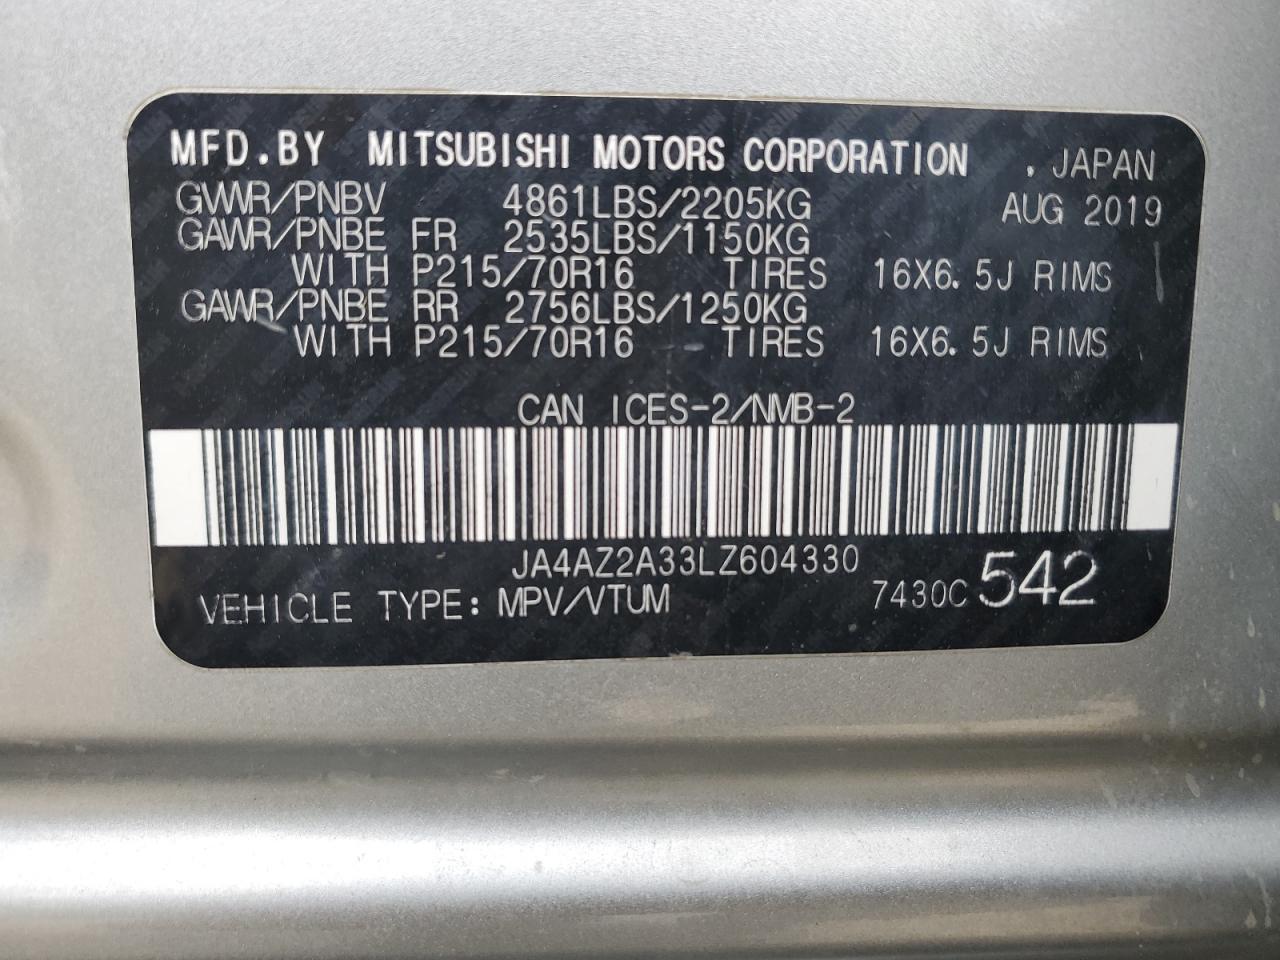 MFD.BY MITSUBISHI MOTORS CORPORATION . JAPAN
GVWR/PNBV 4861LBS/2205KG AUG 2019
GAWR/PNBE FR 2535LBS/1150KG
WITH P215/70R16 TIRES 16X6.5J RIMS
GAWR/PNBE RR 2756LBS/1250KG
WITH P215/70R16 TIRES 16X6.5J RIMS
CAN ICES-2/NMB-2
JA4AZ2A33LZ604330
VEHICLE TYPE: MPV/VTUM 7430C 542